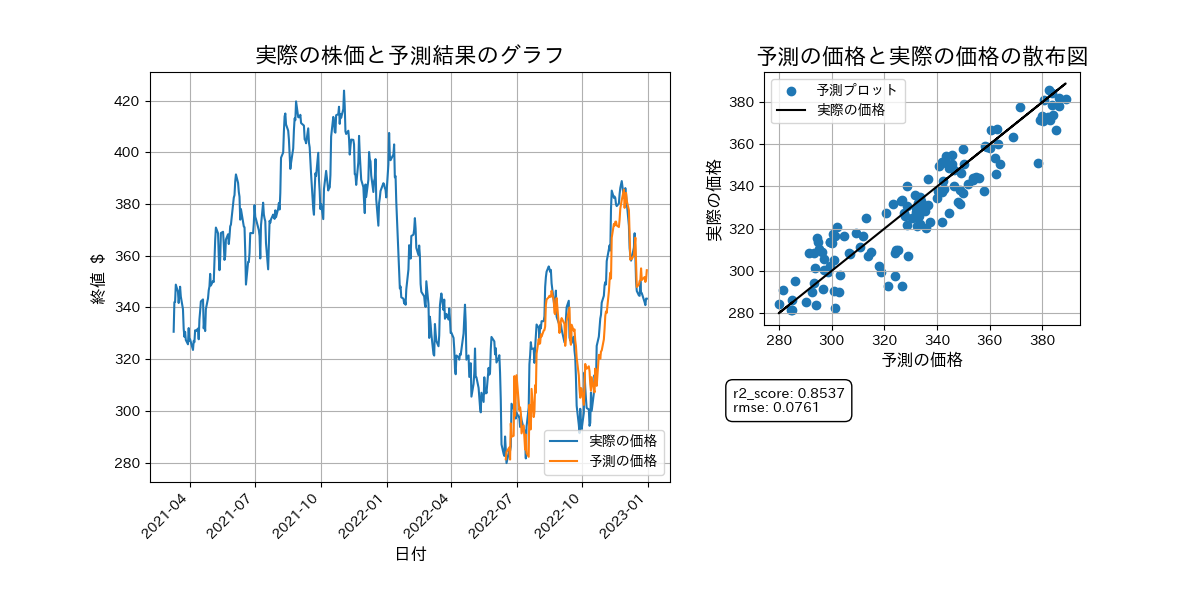 実際の株価と予測結果のグラフ
終値 $
420
400
380
360
340
320
300
280
2021-04
2021-07
2021-10
2022-01
2022-04
2022-07
2022-10
2023-01
日付
実際の価格
予測の価格
予測の価格と実際の価格の散布図
実際の価格
380
360
340
320
300
280
280
300
320
340
360
380
予測の価格
予測プロット
実際の価格
r2_score: 0.8537
rmse: 0.0761